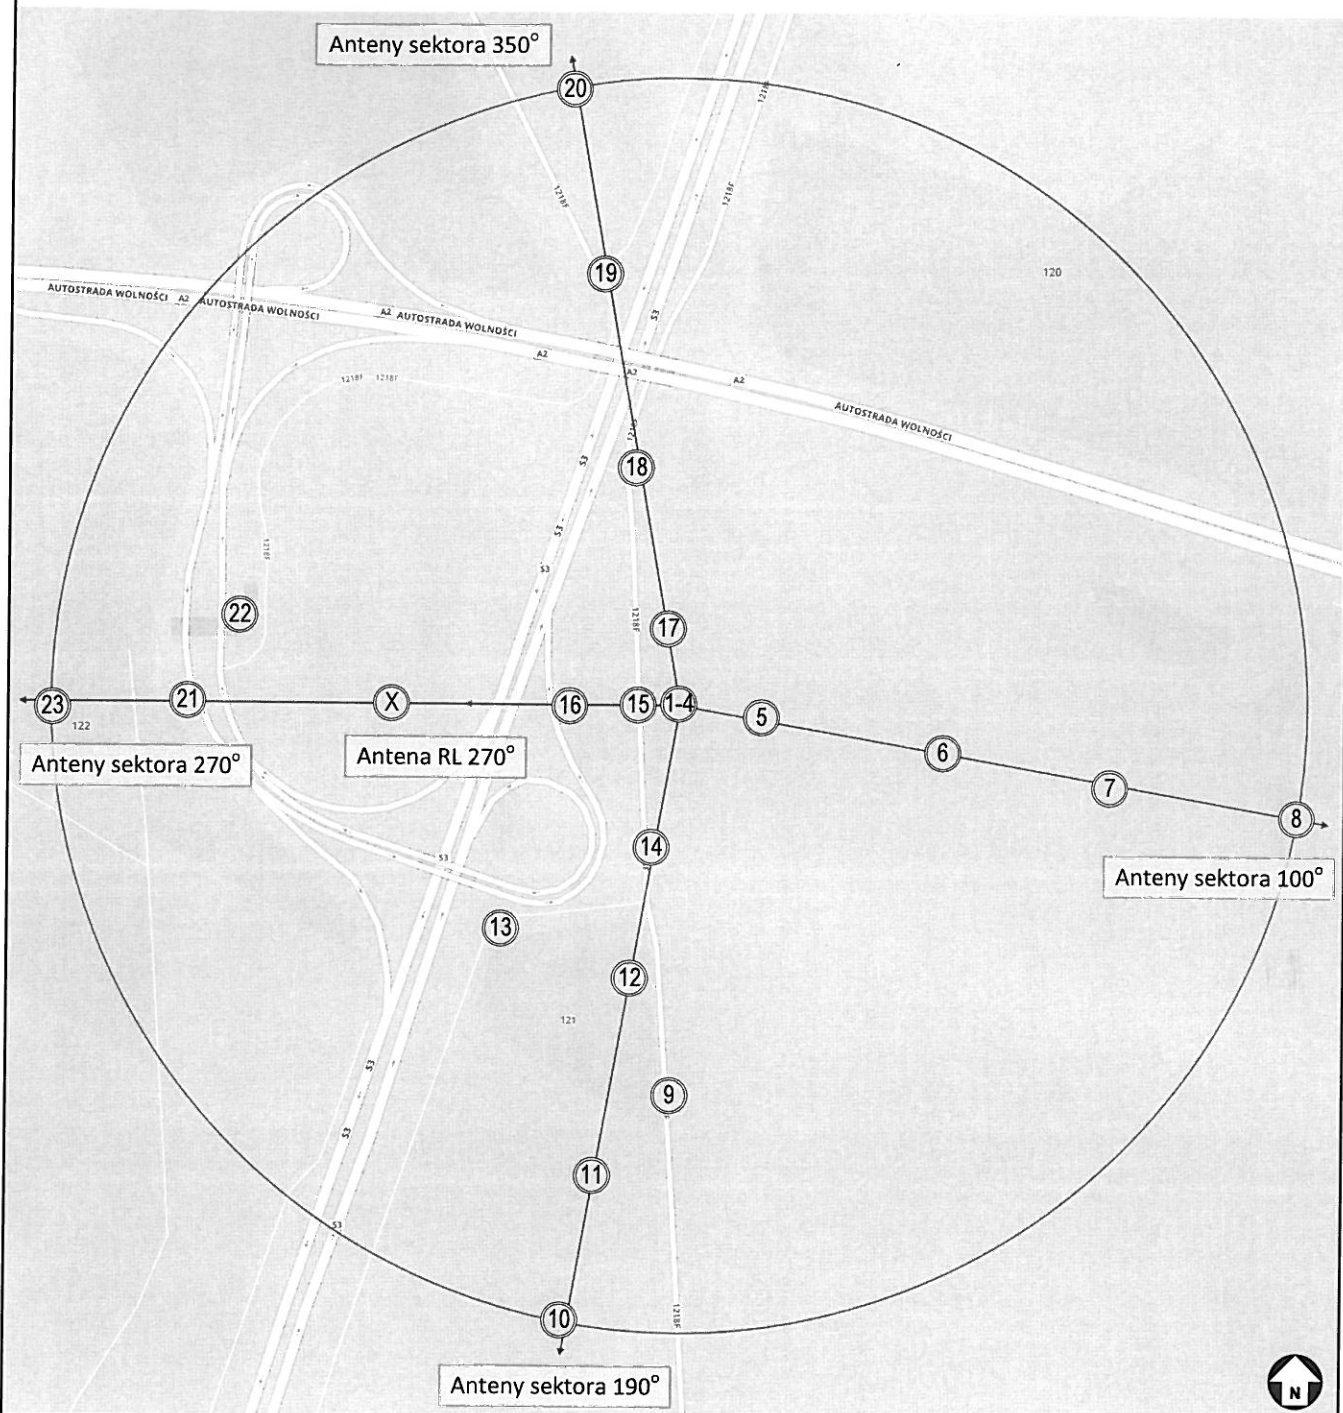 Anteny sektora 350°
20
1218F
1218F
1218F
19
120
AUTOSTRADA WOLNOŚCI
A2
AUTOSTRADA WOLNOŚCI
A2
AUTOSTRADA WOLNOŚCI
S3
A2
A2
A2
1218F
1218F
AUTOSTRADA WOLNOŚCI
1218F
18
S3
S3
1218F
S3
22
1218F
17
23
21
X
16
15
1-4
5
122
6
Anteny sektora 270°
Antena RL 270°
7
8
14
S3
Anteny sektora 100°
13
12
121
S3
9
S3
11
S3
10
1218F
Anteny sektora 190°
N